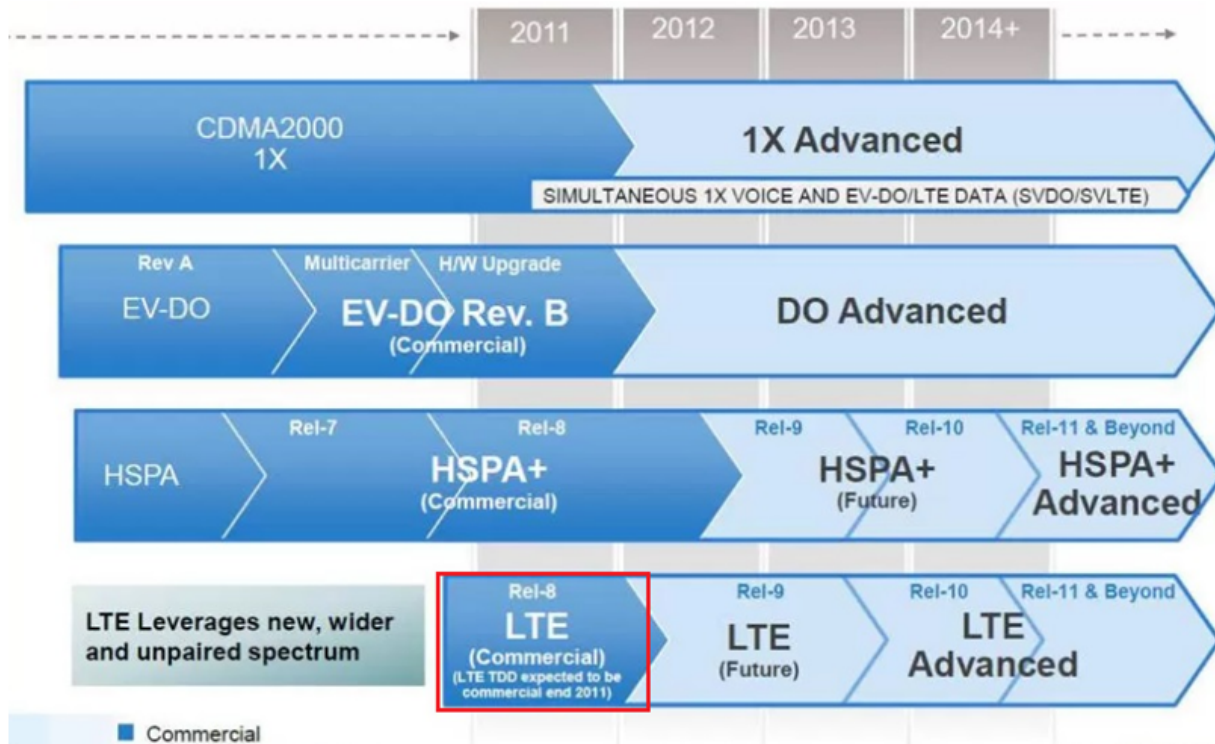 2011
2012
2013
2014+
CDMA2000
1X
1X Advanced
SIMULTANEOUS 1X VOICE AND EV-DO/LTE DATA (SVDO/SVLTE)
Rev A
Multicarrier
H/W Upgrade
EV-DO
EV-DO Rev. B
(Commercial)
DO Advanced
Rel-7
Rel-8
Rel-9
Rel-10
Rel-11 & Beyond
HSPA
HSPA+
(Commercial)
HSPA+
(Future)
HSPA+
Advanced
LTE Leverages new, wider
and unpaired spectrum
Rel-8
LTE
(Commercial)
(LTE TDD expected to be
commercial end 2011)
Rel-9
LTE
(Future)
Rel-10
Rel-11 & Beyond
LTE
Advanced
Commercial